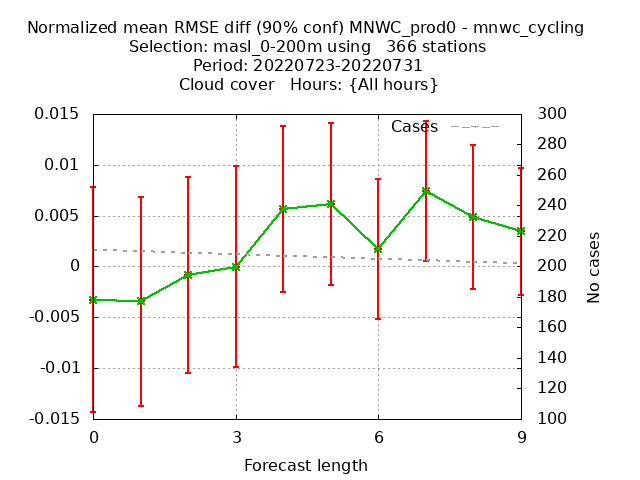 Normalized mean RMSE diff (90% conf) MNWC_prod0 - mnwc_cycling
Selection: masl_0-200m using   366 stations
Period: 20220723-20220731
Cloud cover   Hours: {All hours}
Cases
0.015
0.01
0.005
0
-0.005
-0.01
-0.015
300
280
260
240
220
200
180
160
140
120
100
No cases
0 3 6 9
Forecast length